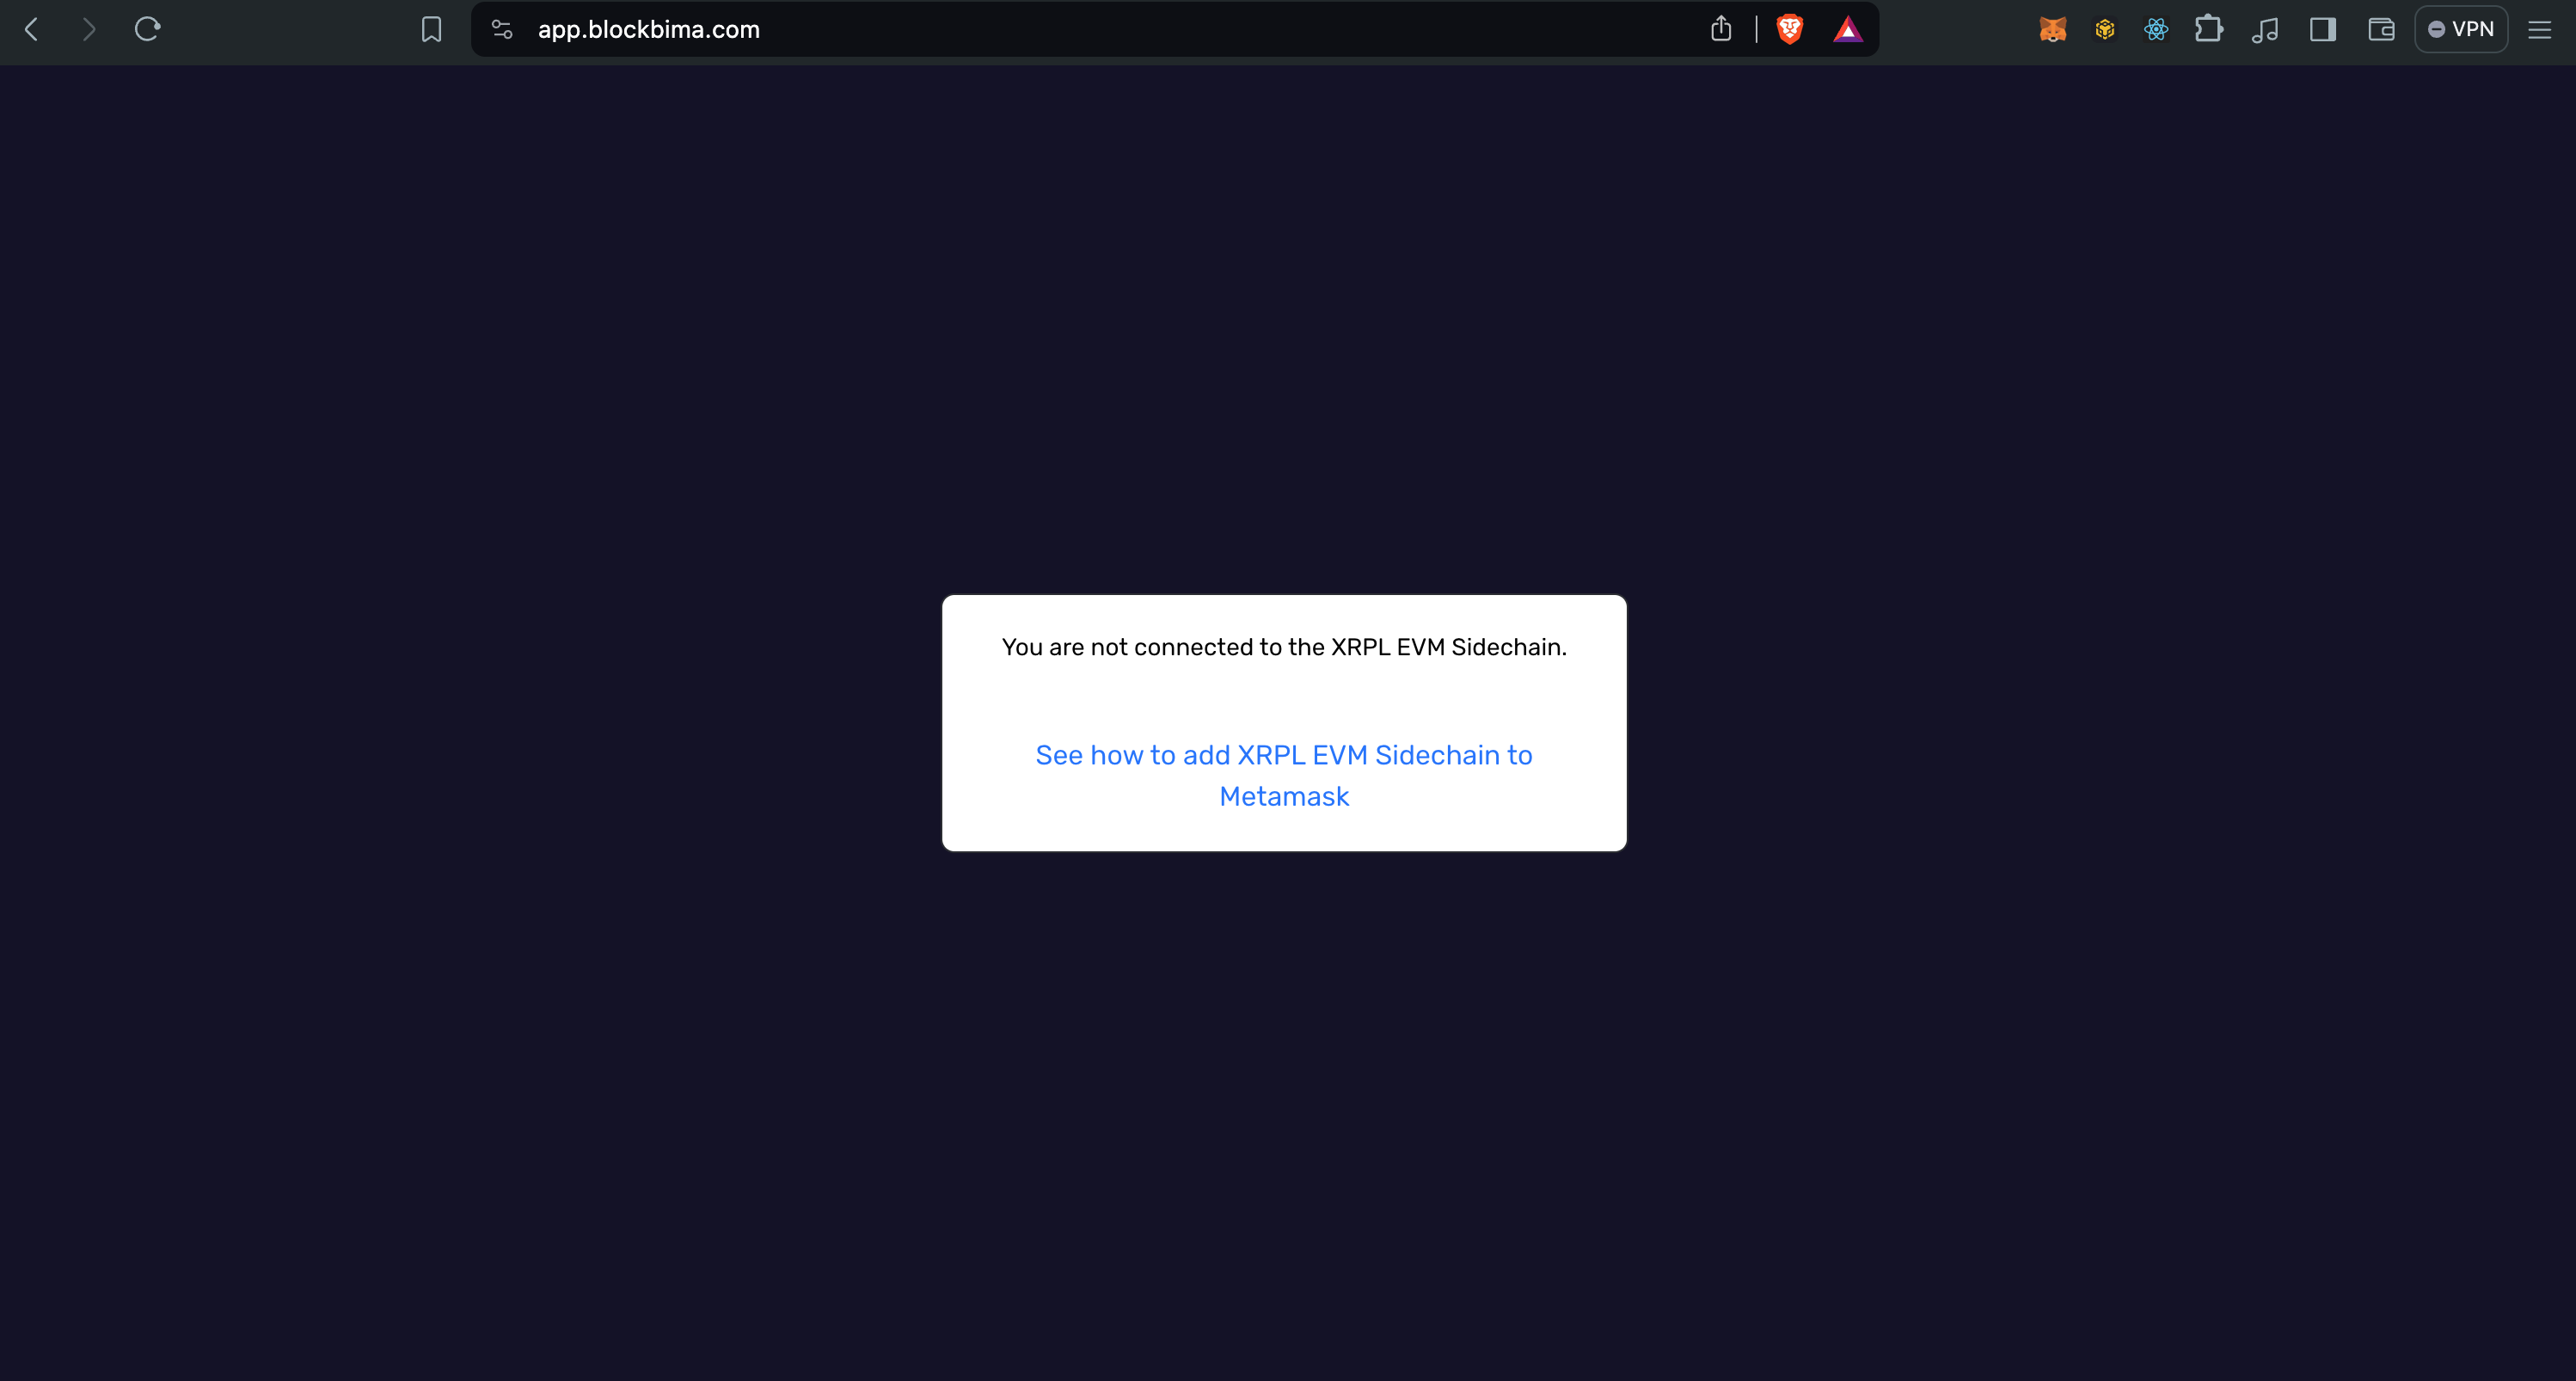 app.blockbima.com
VPN
You are not connected to the XRPL EVM Sidechain.
See how to add XRPL EVM Sidechain to
Metamask